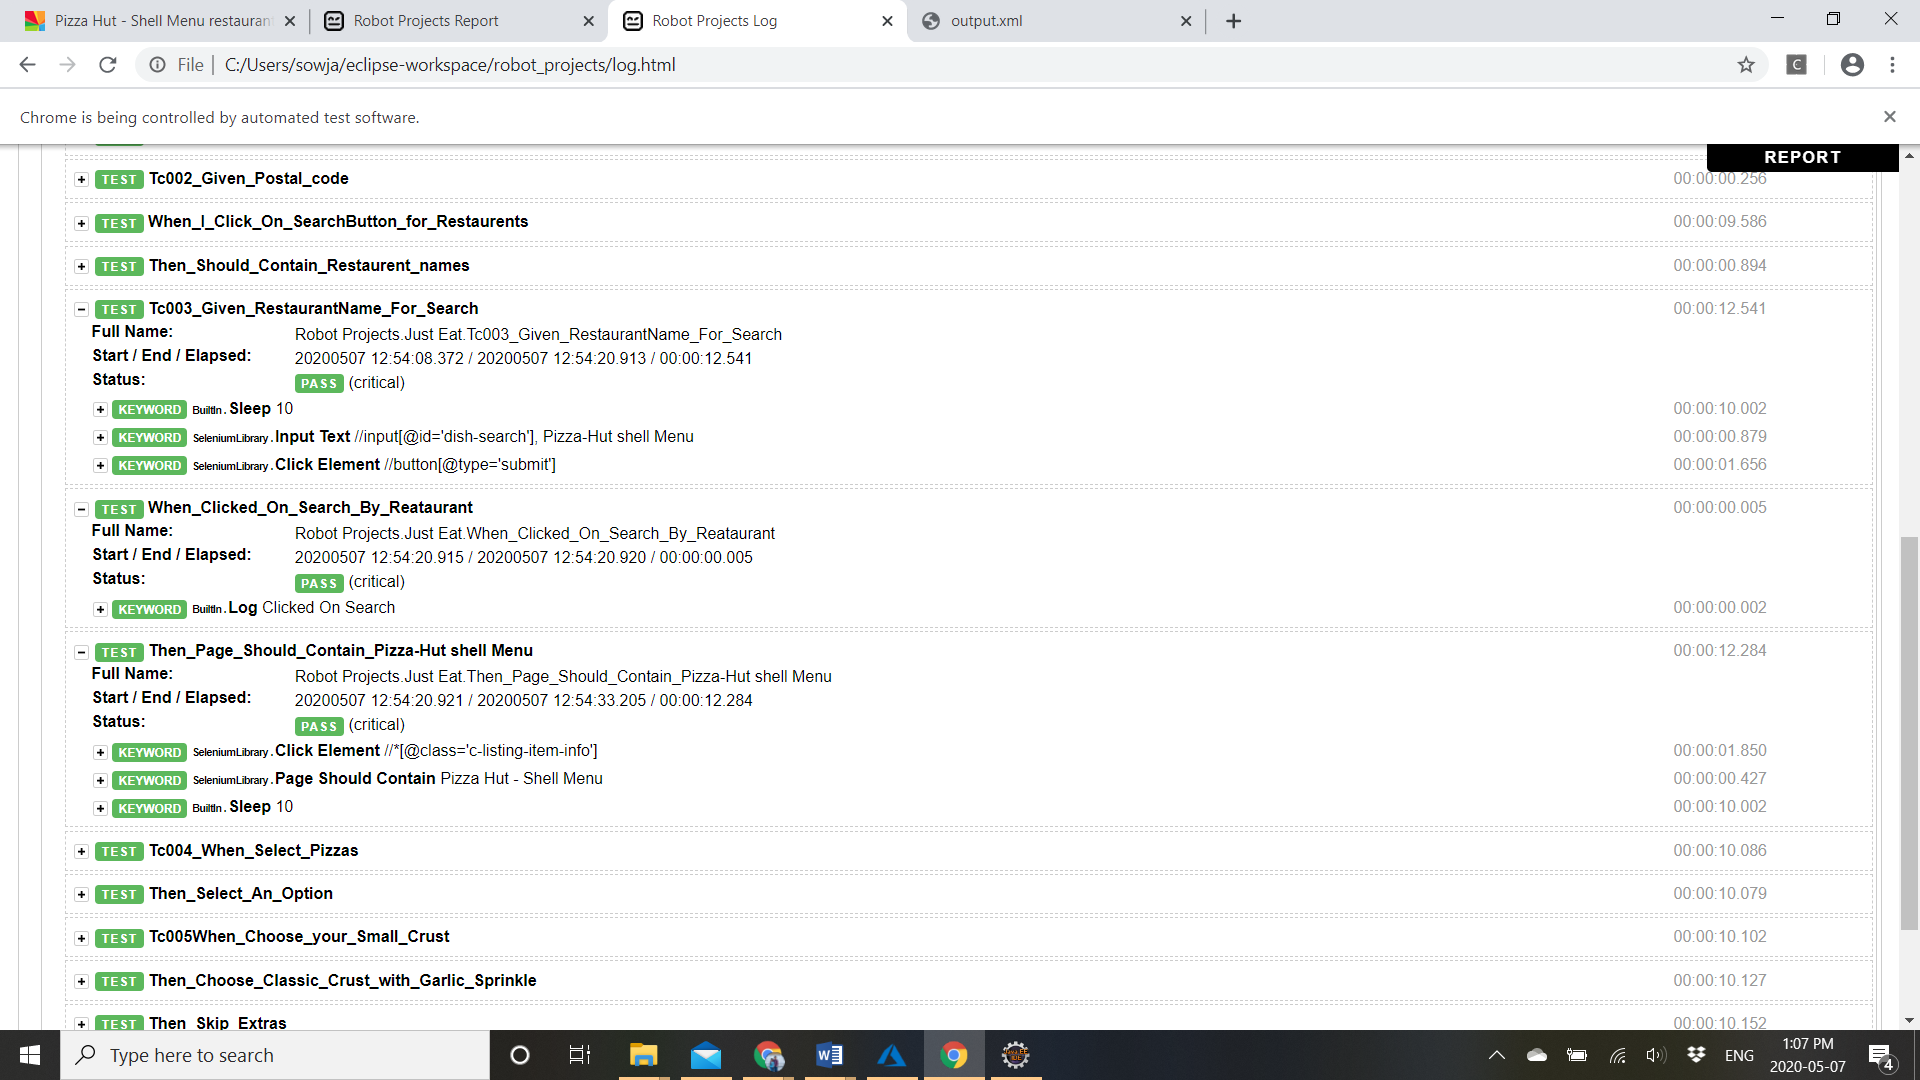 Pizza Hut - Shell Menu restauran
Robot Projects Report
Robot Projects Log
output.xml
File
C:/Users/sowja/eclipse-workspace/robot_projects/log.html
C
Chrome is being controlled by automated test software.
REPORT
TEST Tc002_Given_Postal_code 00:00:00.256
TEST When_I_Click_On_SearchButton_for_Restaurents 00:00:09.586
TEST Then_Should_Contain_Restaurent_names 00:00:00.894
TEST Tc003_Given_RestaurantName_For_Search 00:00:12.541
Full Name: Robot Projects.Just Eat.Tc003_Given_RestaurantName_For_Search
Start / End / Elapsed: 20200507 12:54:08.372 / 20200507 12:54:20.913 / 00:00:12.541
Status: PASS (critical)
KEYWORD BuiltIn.Sleep 10 00:00:10.002
KEYWORD SeleniumLibrary.Input Text //input[@id='dish-search'], Pizza-Hut shell Menu 00:00:00.879
KEYWORD SeleniumLibrary.Click Element //button[@type='submit'] 00:00:01.656
TEST When_Clicked_On_Search_By_Reataurant 00:00:00.005
Full Name: Robot Projects.Just Eat.When_Clicked_On_Search_By_Reataurant
Start / End / Elapsed: 20200507 12:54:20.915 / 20200507 12:54:20.920 / 00:00:00.005
Status: PASS (critical)
KEYWORD BuiltIn.Log Clicked On Search 00:00:00.002
TEST Then_Page_Should_Contain_Pizza-Hut shell Menu 00:00:12.284
Full Name: Robot Projects.Just Eat.Then_Page_Should_Contain_Pizza-Hut shell Menu
Start / End / Elapsed: 20200507 12:54:20.921 / 20200507 12:54:33.205 / 00:00:12.284
Status: PASS (critical)
KEYWORD SeleniumLibrary.Click Element //*[@class='c-listing-item-info'] 00:00:01.850
KEYWORD SeleniumLibrary.Page Should Contain Pizza Hut - Shell Menu 00:00:00.427
KEYWORD BuiltIn.Sleep 10 00:00:10.002
TEST Tc004_When_Select_Pizzas 00:00:10.086
TEST Then_Select_An_Option 00:00:10.079
TEST Tc005When_Choose_your_Small_Crust 00:00:10.102
TEST Then_Choose_Classic_Crust_with_Garlic_Sprinkle 00:00:10.127
TEST Then_Skip_Extras 00:00:10.152
Type here to search
ENG
1:07 PM
2020-05-07
4